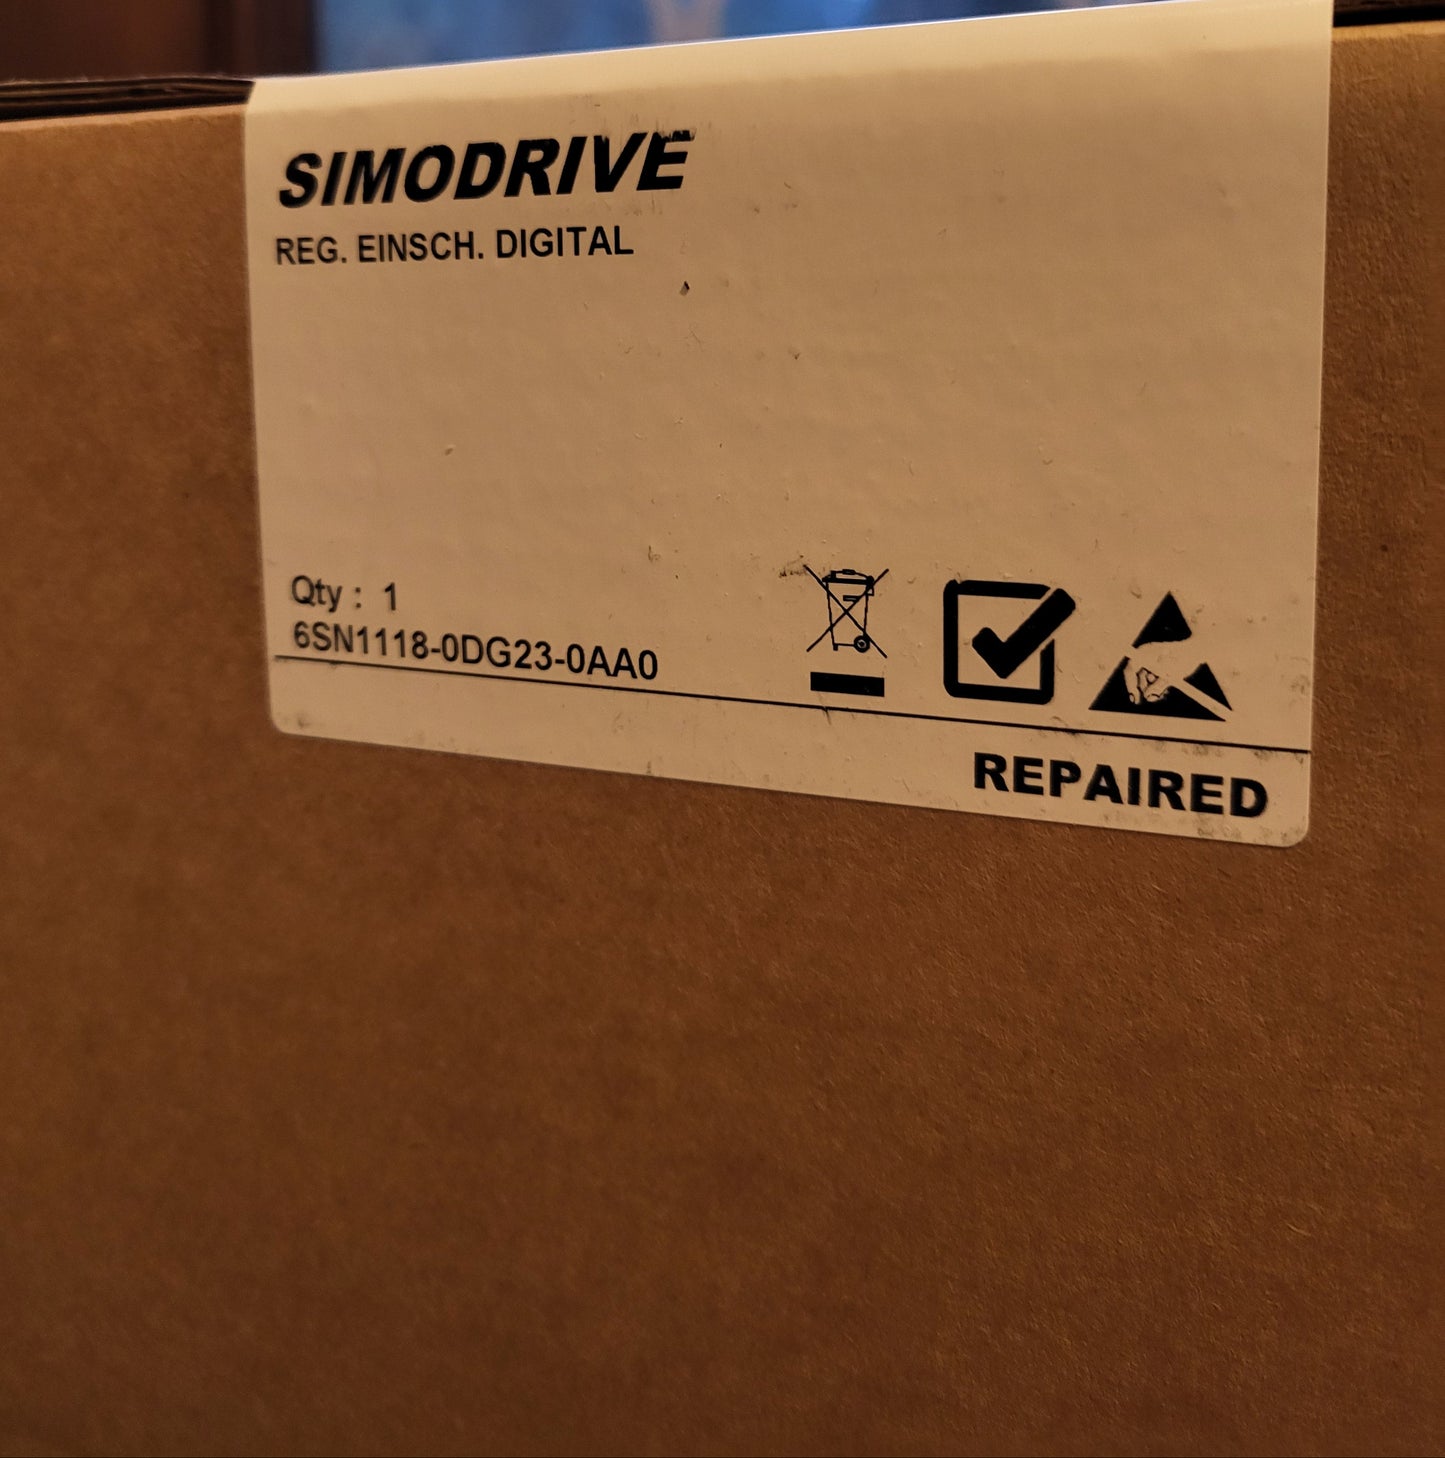 SIMODRIVE
REG. EINSCH. DIGITAL
Qty : 1
6SN1118-0DG23-0AA0
REPAIRED